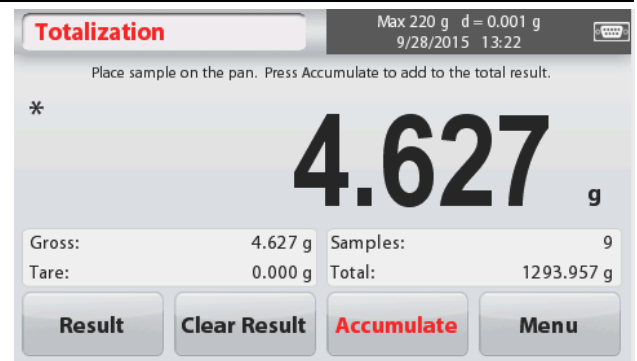 Totalization
Max 220 g d = 0.001 g
9/28/2015 13:22
Place sample on the pan. Press Accumulate to add to the total result.
*
4.627 g
Gross: 4.627 g Samples: 9
Tare: 0.000 g Total: 1293.957 g
Result Clear Result Accumulate Menu